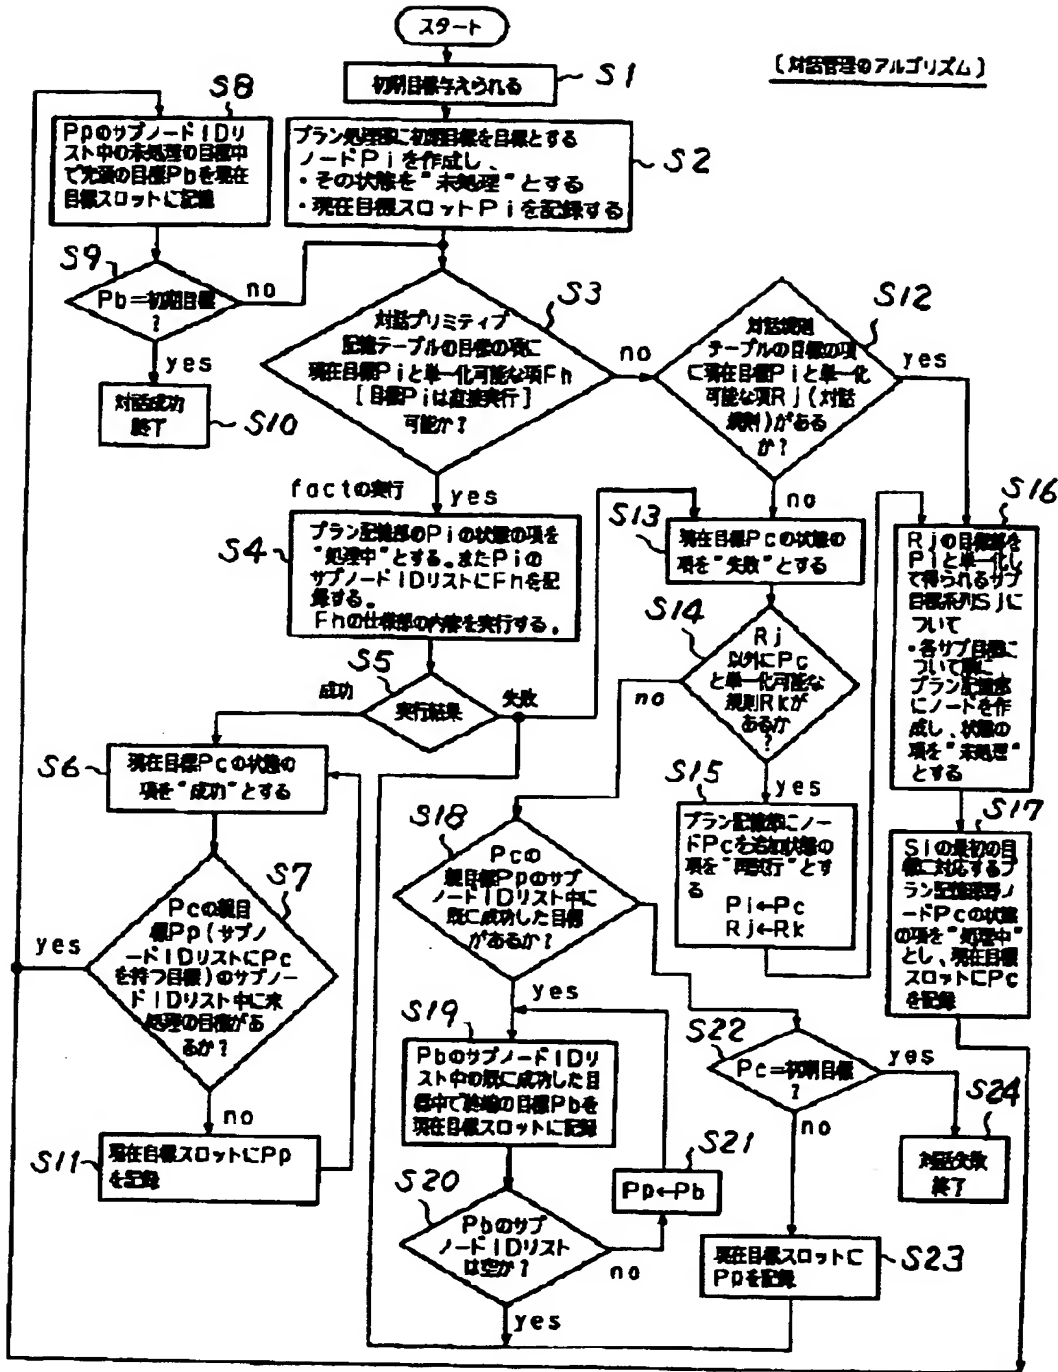 スタート
[対話管理のアルゴリズム]
S1
初期目標与えられる
S8
Ppのサブノード IDリ
スト中の未処理の目標中
で先頭の目標Pbを現在
目標スロットに記録
S2
プラン処理部に初期目標を目標とする
ノードPiを作成し、
・その状態を"未処理"とする
・現在目標スロットPiを記録する
S9
Pb=初期目標
?
no
yes
対話成功
終了
S10
S3
対話プリミティブ
記憶テーブルの目標の項に
現在目標Piと単一化可能な項Fh
[目標Piは直接実行]
可能か?
no
yes
S12
対話規則
テーブルの目標の項
に現在目標Piと単一化
可能な項Rj(対話
規則)がある
か?
yes
no
factの実行
S4
プラン記憶部のPiの状態の項を
"処理中"とする。またPiの
サブノード IDリストにFhを記
録する。
Fhの仕様部の内容を実行する。
S13
現在目標Pcの状態の
項を"失敗"とする
S16
Rjの目標部を
Piと単一化し
て得られるサブ
目標系列Sjに
ついて
・各サブ目標に
ついて順に
プラン記憶部
にノードを作
成し、状態の
項を"未処理"
とする
S5
成功
失敗
実行結果
S14
Rj
以外にPc
と単一化可能な
規則Rkが
あるか
?
no
yes
S6
現在目標Pcの状態の
項を"成功"とする
S15
プラン記憶部にノー
ドPcを追加状態の
項を"再試行"とす
る
Pi←Pc
Rj←Rk
S17
Siの最初の目
標に対応するプ
ラン記憶部野ノ
ードPcの状態
の項を"処理中"
とし、現在目標
スロットにPc
を記録
S7
Pcの親目
標Pp(サブノ
ード IDリストにPc
を持つ目標)のサブノー
ド IDリスト中に未
処理の目標があ
るか?
yes
no
S18
Pcの
親目標Ppのサブ
ノード IDリスト中に
既に成功した目標
があるか?
yes
S19
Pbのサブノード IDリ
スト中の既に成功した目
標中で終端の目標Pbを
現在目標スロットに記録
S22
Pc=初期目標
?
yes
no
S24
対話失敗
終了
S11
現在目標スロットにPp
を記録
S21
Pp←Pb
S20
Pbのサブ
ノード IDリスト
は空か?
no
yes
S23
現在目標スロットに
Ppを記録